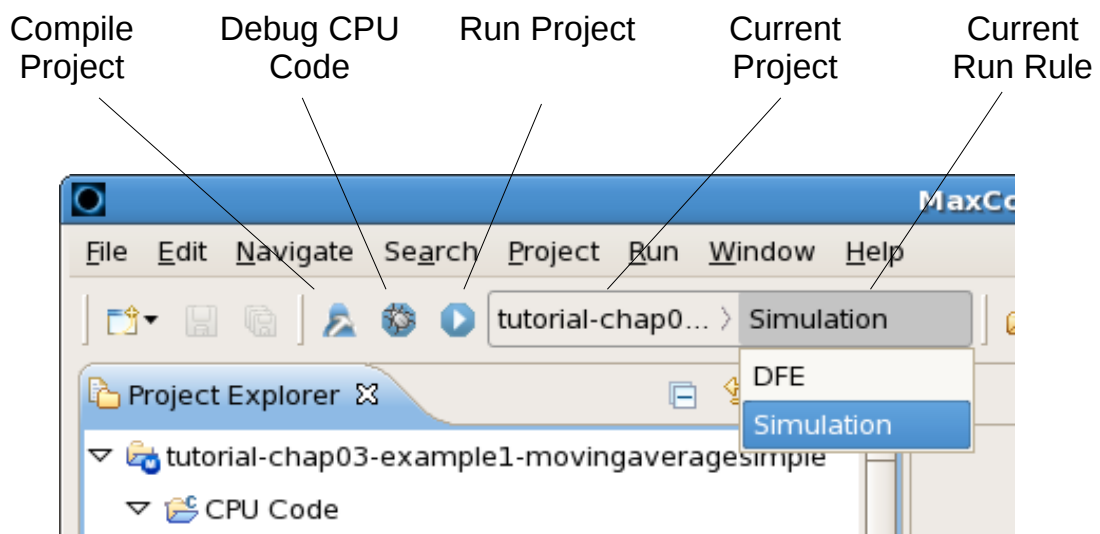 Compile Project
Debug CPU Code
Run Project
Current Project
Current Run Rule
MaxCo
File Edit Navigate Search Project Run Window Help
tutorial-chap0... Simulation
DFE
Simulation
Project Explorer
tutorial-chap03-example1-movingaveragesimple
CPU Code